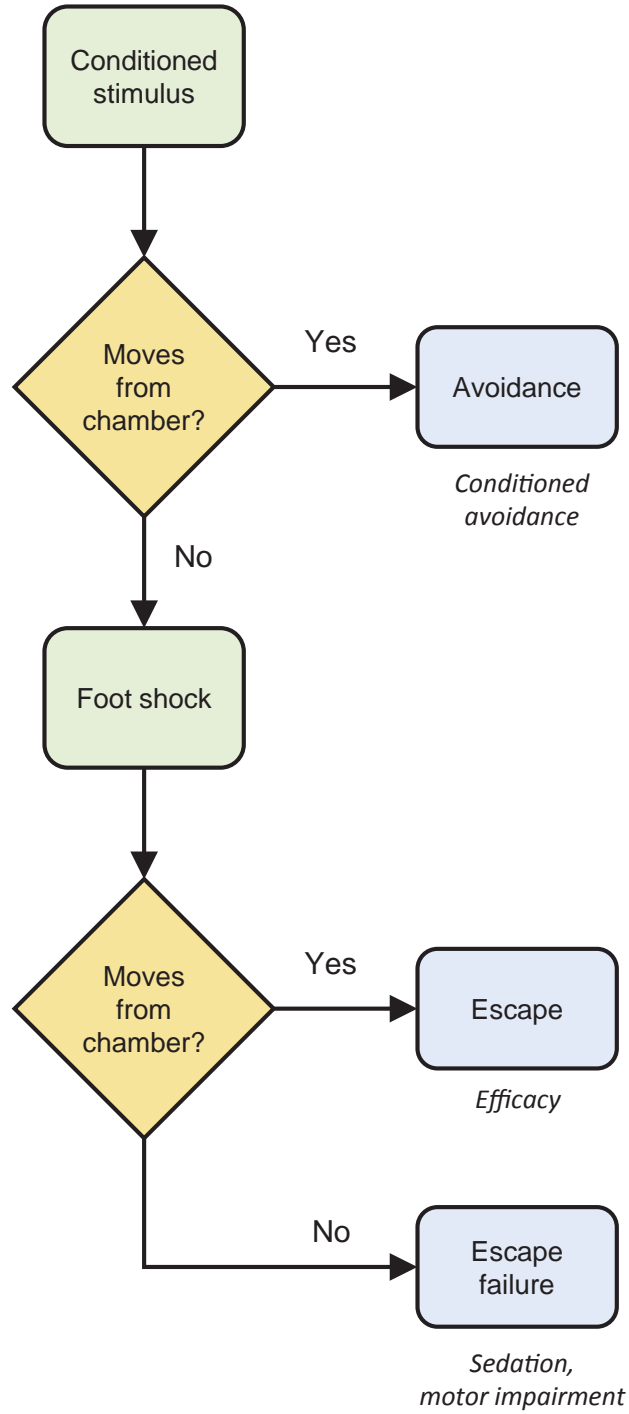 Conditioned
stimulus
Moves
from
chamber?
Yes
Avoidance
Conditioned
avoidance
No
Foot shock
Moves
from
chamber?
Yes
Escape
Efficacy
No
Escape
failure
Sedation,
motor impairment